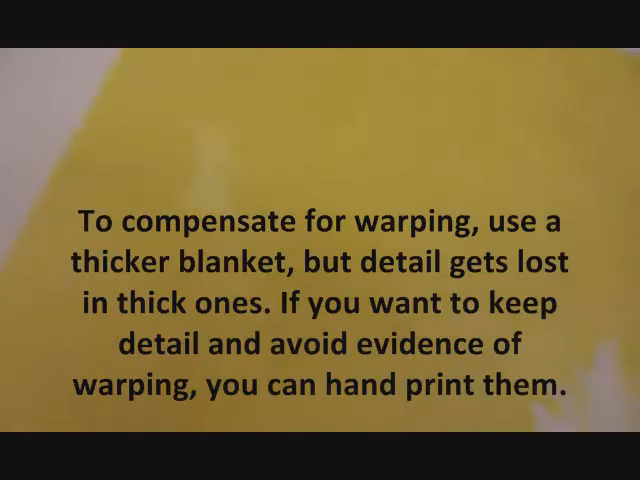 To compensate for warping, use a
thicker blanket, but detail gets lost
in thick ones. If you want to keep
detail and avoid evidence of
warping, you can hand print them.